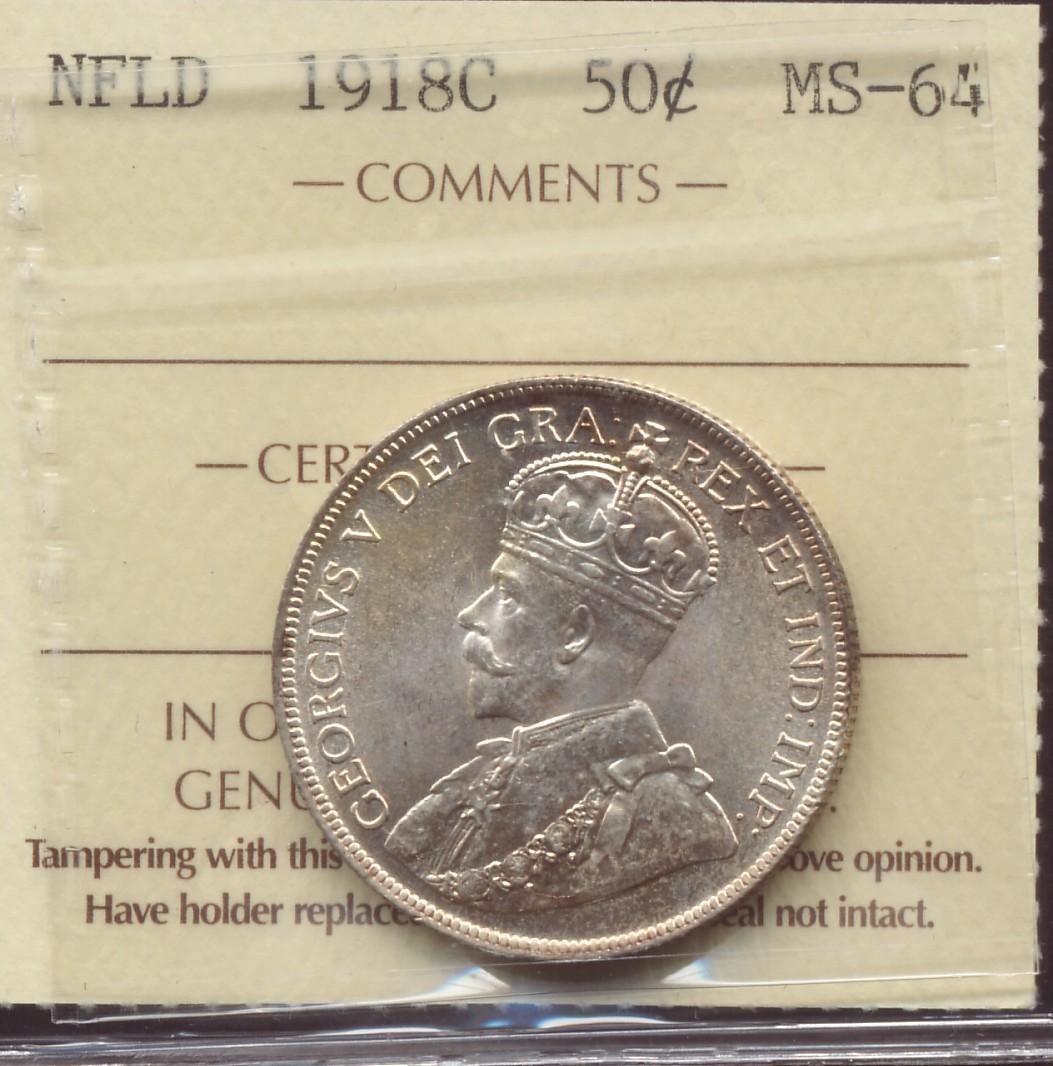 NFLD 1918C 50¢ MS-64
— COMMENTS —
— CERT —
IN O
GENU
Tampering with this ove opinion.
Have holder replace eal not intact.
GEORGIVS V DEI GRA: REX ET IND: IMP: